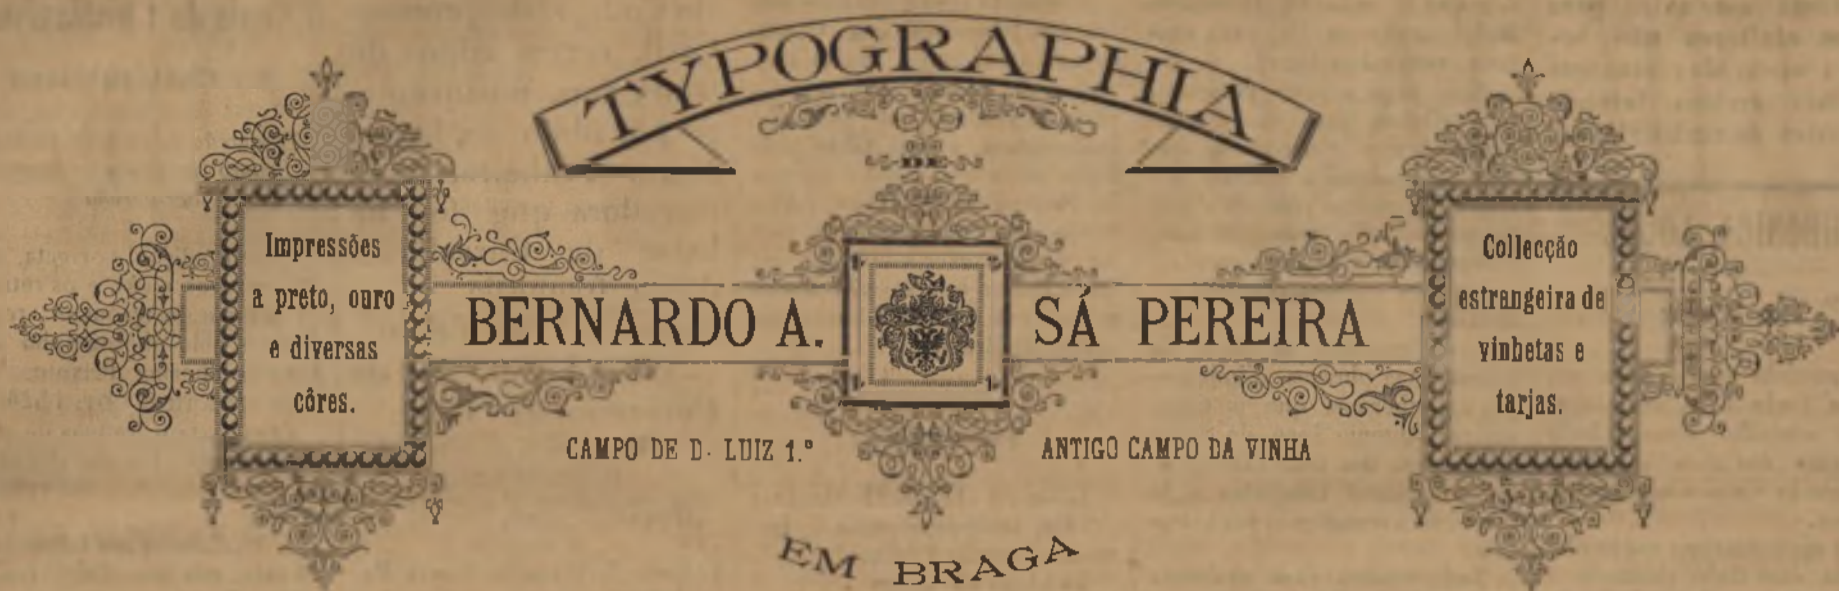 TYPOGRAPHIA
DE
Impressões
a preto, ouro
e diversas
côres.
BERNARDO A. SÁ PEREIRA
Collecção
estrangeira de
vinhetas e
tarjas.
CAMPO DE D. LUIZ 1.º
ANTIGO CAMPO DA VINHA
EM BRAGA